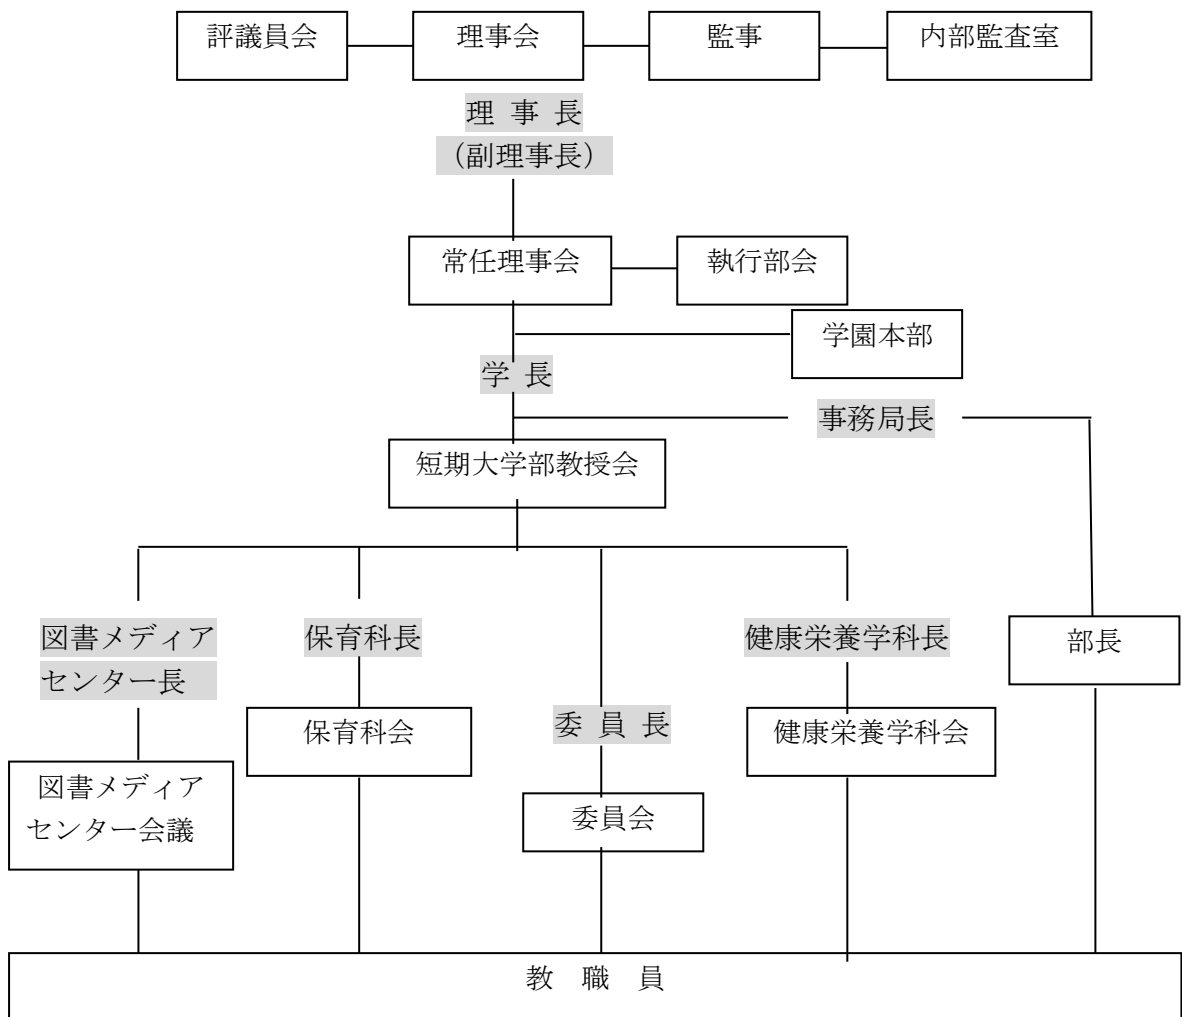 評議員会
理事会
監事
内部監査室
理 事 長
(副理事長)
常任理事会
執行部会
学園本部
学 長
事務局長
短期大学部教授会
図書メディア
センター長
保育科長
健康栄養学科長
部長
委 員 長
保育科会
健康栄養学科会
図書メディア
センター会議
委員会
教 職 員